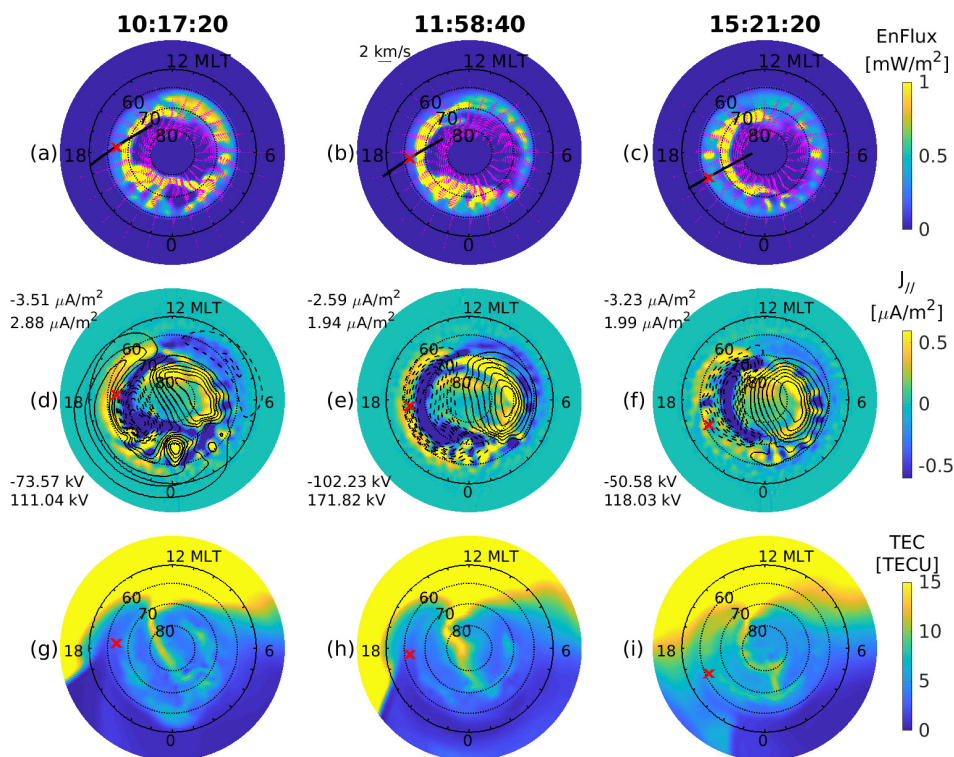 10:17:20 11:58:40 15:21:20
EnFlux
[mW/m²]
12 MLT 2 km/s 12 MLT 12 MLT 1
60 60 60
70 70 70
80 80 80
(a) 18 6 (b) 18 6 (c) 18 6 0.5
0 0 0 0
J//
[μA/m²]
-3.51 μA/m² -2.59 μA/m² -3.23 μA/m²
2.88 μA/m² 1.94 μA/m² 1.99 μA/m²
12 MLT 12 MLT 12 MLT
60 60 60 0.5
70 70 70
80 80 80
(d) 18 6 (e) 18 6 (f) 18 6 0
-73.57 kV -102.23 kV -50.58 kV -0.5
111.04 kV 171.82 kV 118.03 kV
0 0 0
TEC
[TECU]
12 MLT 12 MLT 12 MLT 15
60 60 60
70 70 70 10
80 80 80
(g) 18 6 (h) 18 6 (i) 18 6
5
0 0 0 0